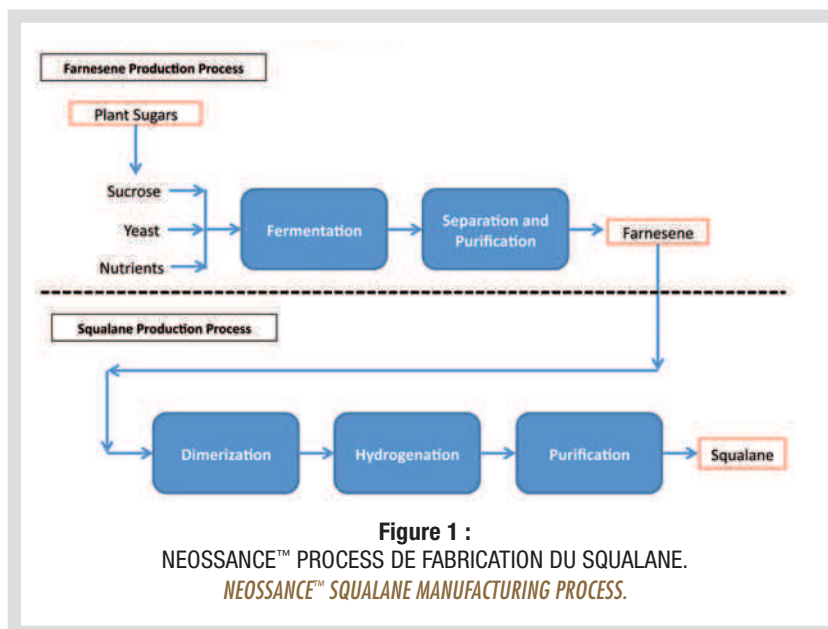 Farnesene Production Process
Plant Sugars
Sucrose
Yeast
Nutrients
Fermentation
Separation and
Purification
Farnesene
Squalane Production Process
Dimerization
Hydrogenation
Purification
Squalane
Figure 1 :
NEOSSANCE™ PROCESS DE FABRICATION DU SQUALANE.
NEOSSANCE™ SQUALANE MANUFACTURING PROCESS.